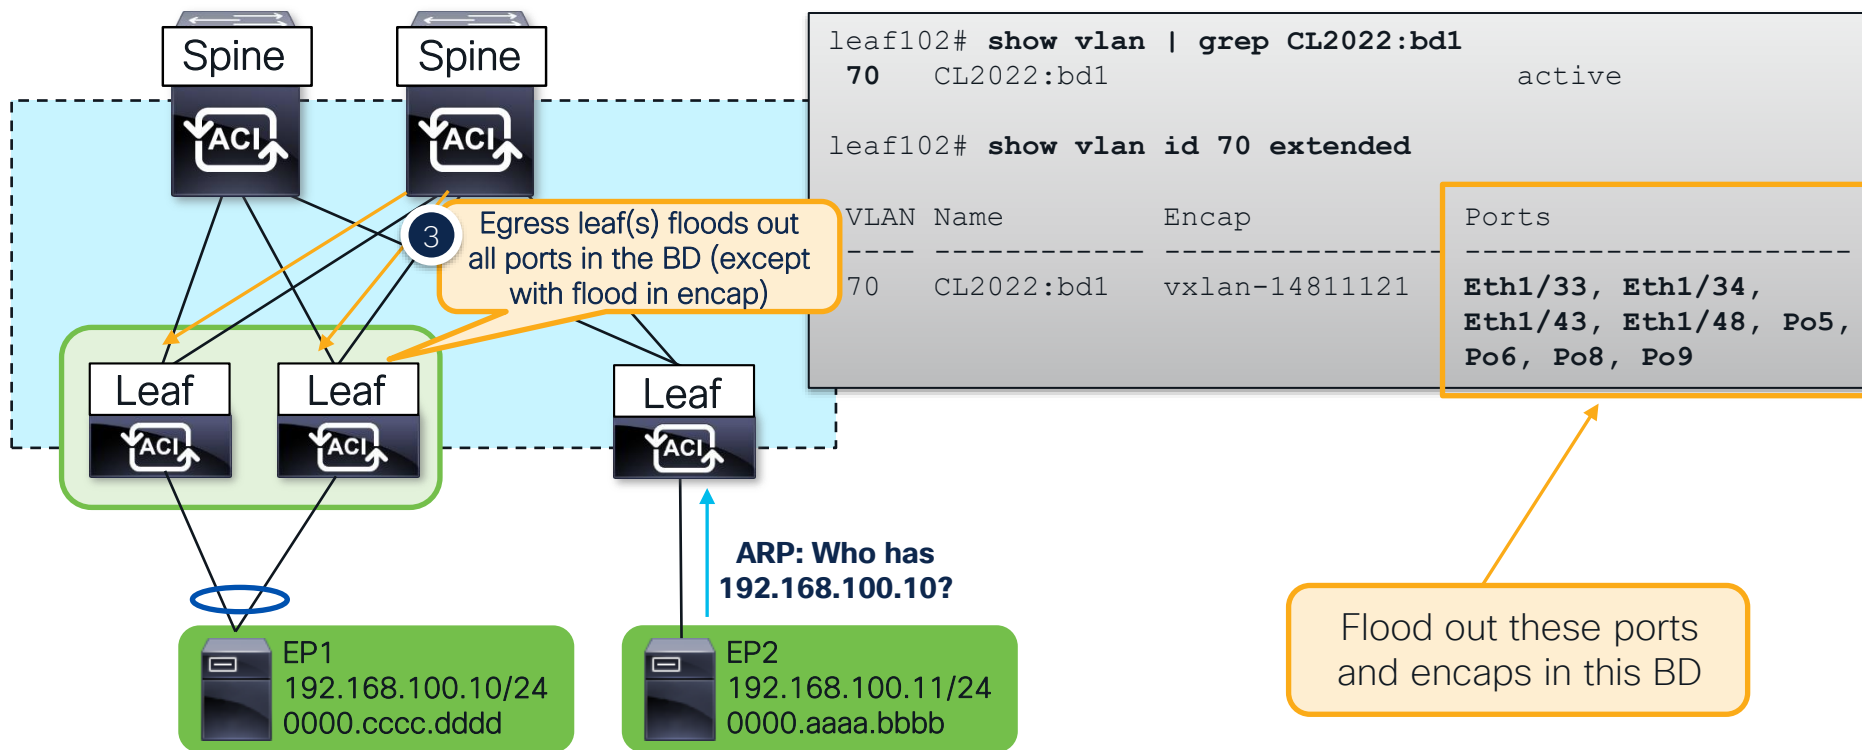 Spine
Spine
ACI
ACI
3
Egress leaf(s) floods out
all ports in the BD (except
with flood in encap)
Leaf
Leaf
Leaf
ACI
ACI
ACI
ARP: Who has
192.168.100.10?
EP1
192.168.100.10/24
0000.cccc.dddd
EP2
192.168.100.11/24
0000.aaaa.bbbb
leaf102# show vlan | grep CL2022:bd1
70 CL2022:bd1 active
leaf102# show vlan id 70 extended
VLAN Name Encap Ports
---- ----------- ------------ ------------------
70 CL2022:bd1 vxlan-14811121 Eth1/33, Eth1/34,
Eth1/43, Eth1/48, Po5,
Po6, Po8, Po9
Flood out these ports
and encaps in this BD